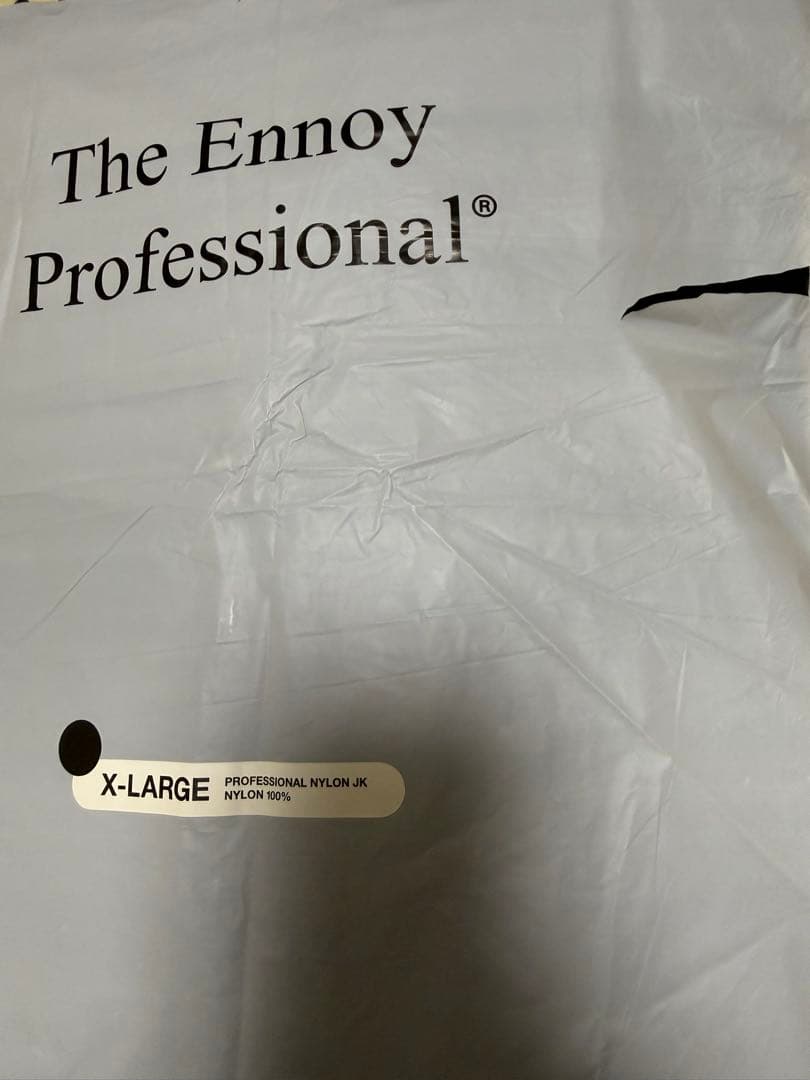 The Ennoy
Professional®
X-LARGE
PROFESSIONAL NYLON JK
NYLON 100%